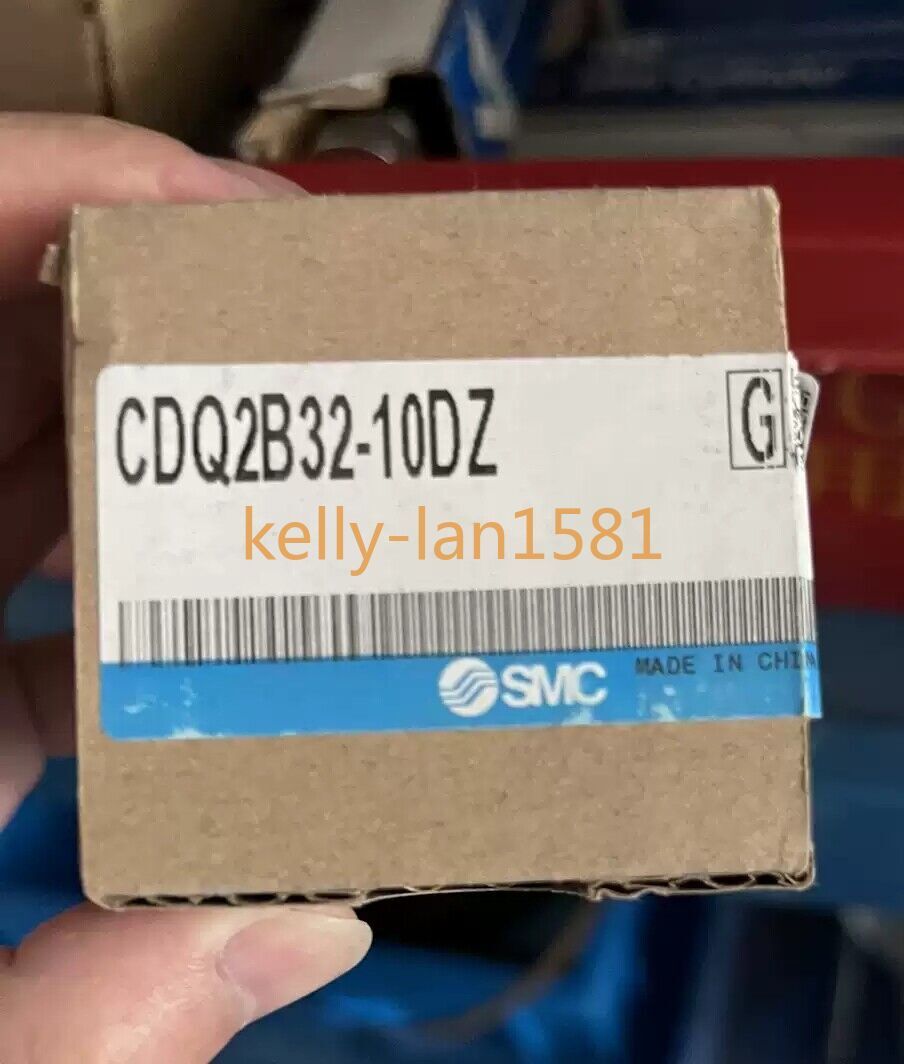 CDQ2B32-10DZ
G
kelly-lan1581
SMC
MADE IN CHIN